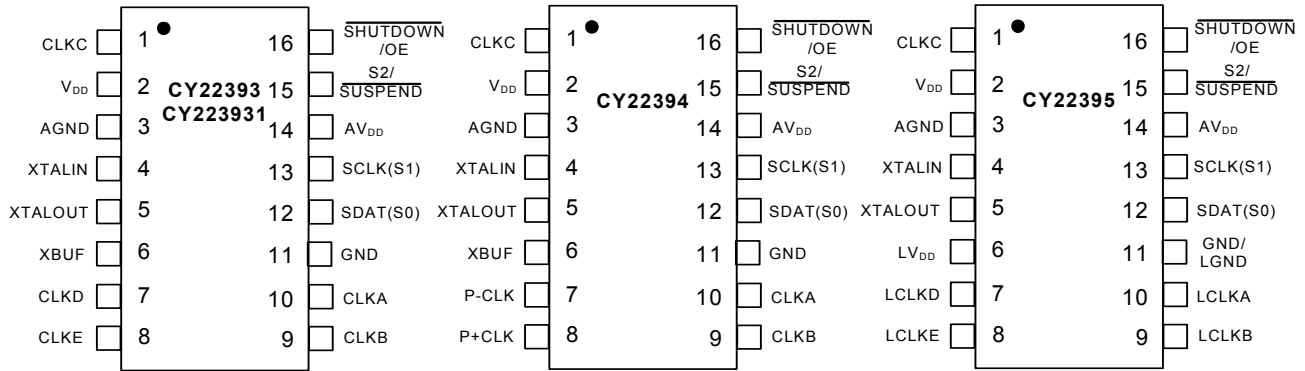 CLKC 1 16 SHUTDOWN/OE
VDD 2 CY22393 15 S2/SUSPEND
CY223931
AGND 3 14 AVDD
XTALIN 4 13 SCLK(S1)
XTALOUT 5 12 SDAT(S0)
XBUF 6 11 GND
CLKD 7 10 CLKA
CLKE 8 9 CLKB
CLKC 1 16 SHUTDOWN/OE
VDD 2 CY22394 15 S2/SUSPEND
AGND 3 14 AVDD
XTALIN 4 13 SCLK(S1)
XTALOUT 5 12 SDAT(S0)
XBUF 6 11 GND
P-CLK 7 10 CLKA
P+CLK 8 9 CLKB
CLKC 1 16 SHUTDOWN/OE
VDD 2 CY22395 15 S2/SUSPEND
AGND 3 14 AVDD
XTALIN 4 13 SCLK(S1)
XTALOUT 5 12 SDAT(S0)
LVDD 6 11 GND/LGND
LCLKD 7 10 LCLKA
LCLKE 8 9 LCLKB